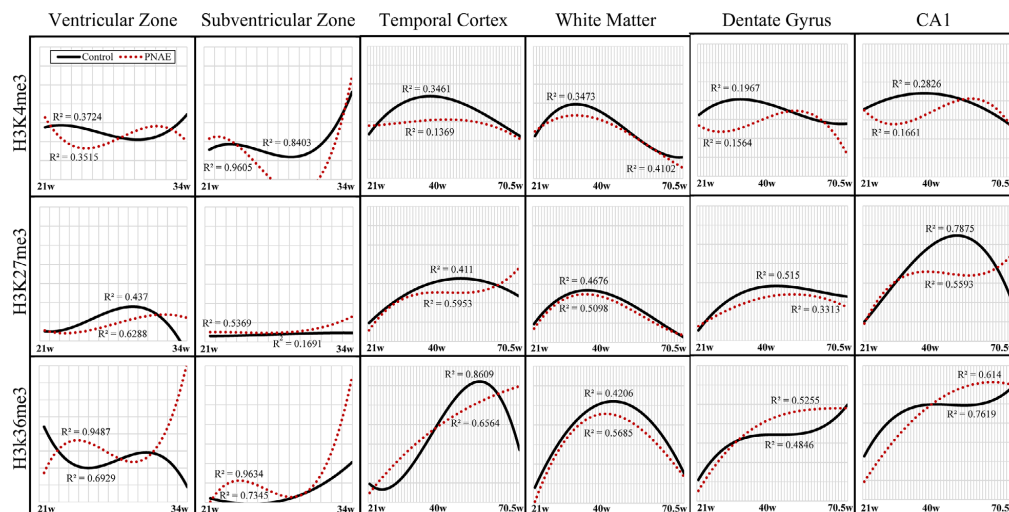 Ventricular Zone Subventricular Zone Temporal Cortex White Matter Dentate Gyrus CA1
H3K4me3
Control PNAE
R² = 0.3724
R² = 0.3515
21w 34w
R² = 0.8403
R² = 0.9605
21w 34w
R² = 0.3461
R² = 0.1369
21w 40w 70.5w
R² = 0.3473
R² = 0.4102
21w 40w 70.5w
R² = 0.1967
R² = 0.1564
21w 40w 70.5w
R² = 0.2826
R² = 0.1661
21w 40w 70.5w
H3K27me3
R² = 0.437
R² = 0.6288
21w 34w
R² = 0.5369
R² = 0.1691
21w 34w
R² = 0.411
R² = 0.5953
21w 40w 70.5w
R² = 0.4676
R² = 0.5098
21w 40w 70.5w
R² = 0.515
R² = 0.3313
21w 40w 70.5w
R² = 0.7875
R² = 0.5593
21w 40w 70.5w
H3k36me3
R² = 0.9487
R² = 0.6929
21w 34w
R² = 0.9634
R² = 0.7345
21w 34w
R² = 0.8609
R² = 0.6564
21w 40w 70.5w
R² = 0.4206
R² = 0.5685
21w 40w 70.5w
R² = 0.5255
R² = 0.4846
21w 40w 70.5w
R² = 0.614
R² = 0.7619
21w 40w 70.5w